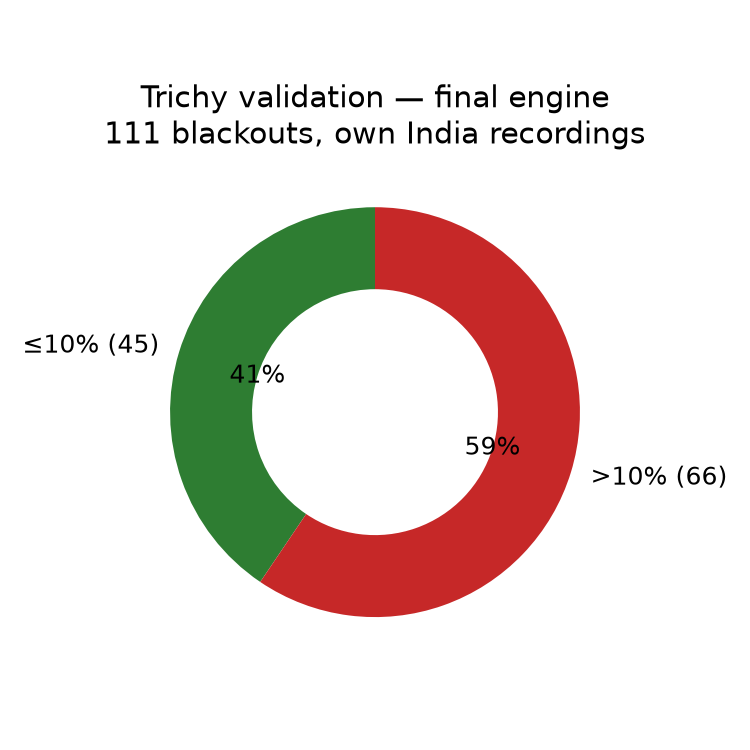 Trichy validation — final engine
111 blackouts, own India recordings
≤10% (45)
41%
59%
>10% (66)